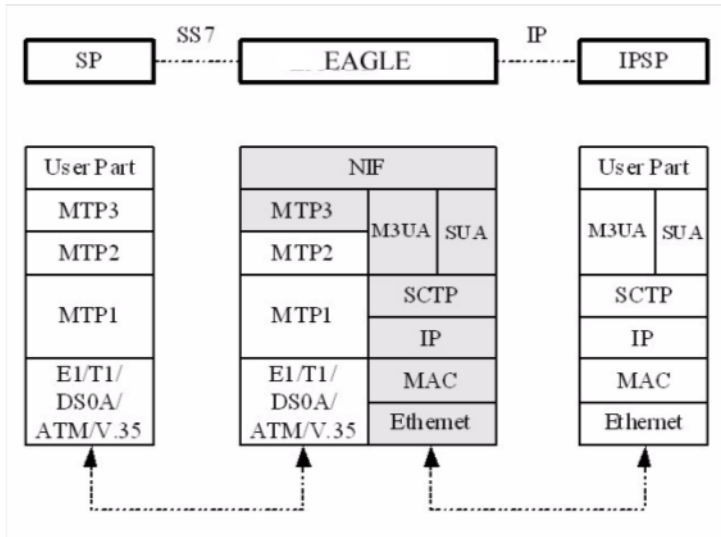 SS7
IP
SP
EAGLE
IPSP
User Part
MTP3
MTP2
MTP1
E1/T1/
DS0A/
ATM/V.35
NIF
MTP3
MTP2
MTP1
E1/T1/
DS0A/
ATM/V.35
M3UA
SUA
SCTP
IP
MAC
Ethernet
User Part
M3UA
SUA
SCTP
IP
MAC
Ethernet